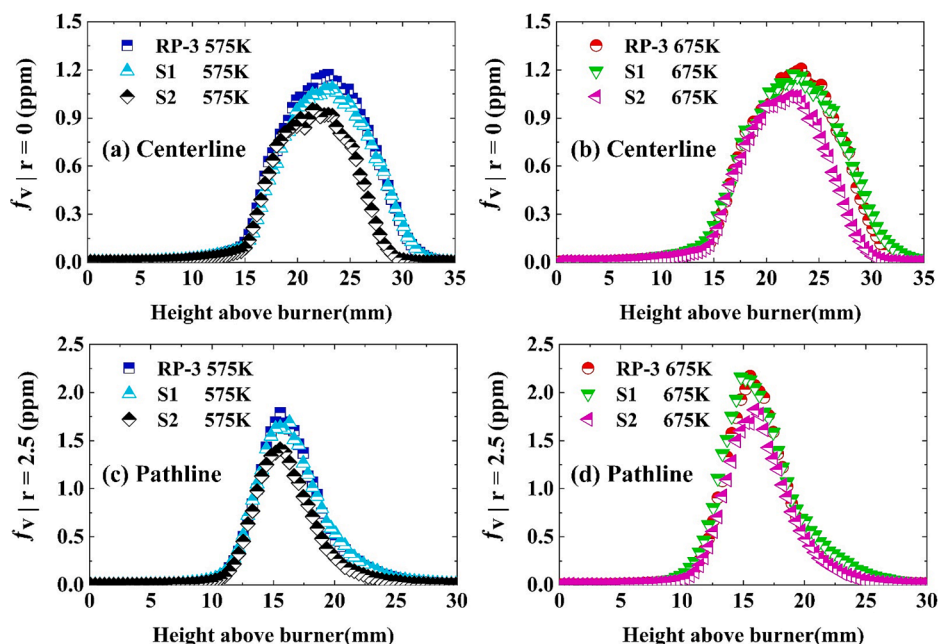 1.5
1.2
0.9
0.6
0.3
0.0
fv | r = 0 (ppm)
RP-3 575K
S1 575K
S2 575K
(a) Centerline
0 5 10 15 20 25 30 35
Height above burner(mm)
1.5
1.2
0.9
0.6
0.3
0.0
fv | r = 0 (ppm)
RP-3 675K
S1 675K
S2 675K
(b) Centerline
0 5 10 15 20 25 30 35
Height above burner(mm)
2.5
2.0
1.5
1.0
0.5
0.0
fv | r = 2.5 (ppm)
RP-3 575K
S1 575K
S2 575K
(c) Pathline
0 5 10 15 20 25 30
Height above burner(mm)
2.5
2.0
1.5
1.0
0.5
0.0
fv | r = 2.5 (ppm)
RP-3 675K
S1 675K
S2 675K
(d) Pathline
0 5 10 15 20 25 30
Height above burner(mm)